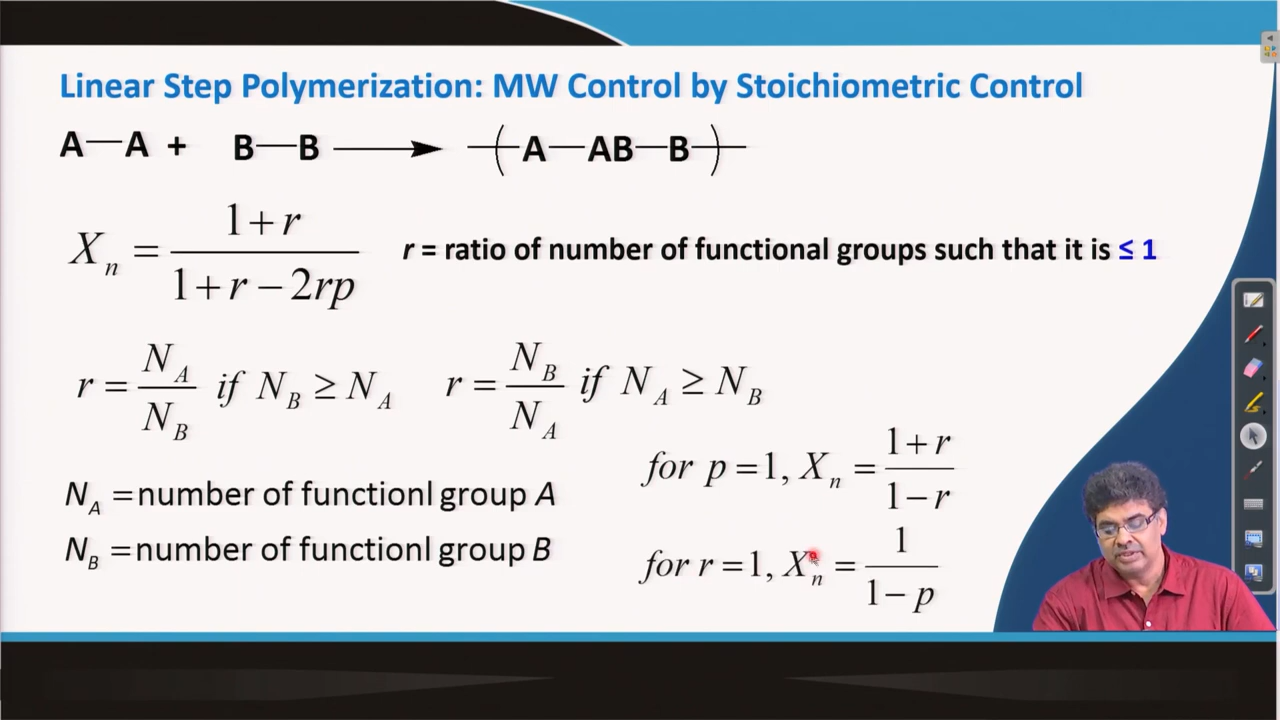 Linear Step Polymerization: MW Control by Stoichiometric Control
A—A + B—B ⟶ —(A—AB—B)—
X_n = (1+r)/(1+r−2rp)
r = ratio of number of functional groups such that it is ≤ 1
r = N_A/N_B if N_B ≥ N_A
r = N_B/N_A if N_A ≥ N_B
for p = 1, X_n = (1+r)/(1−r)
N_A =number of functionl group A
N_B =number of functionl group B
for r = 1, X_n = 1/(1−p)